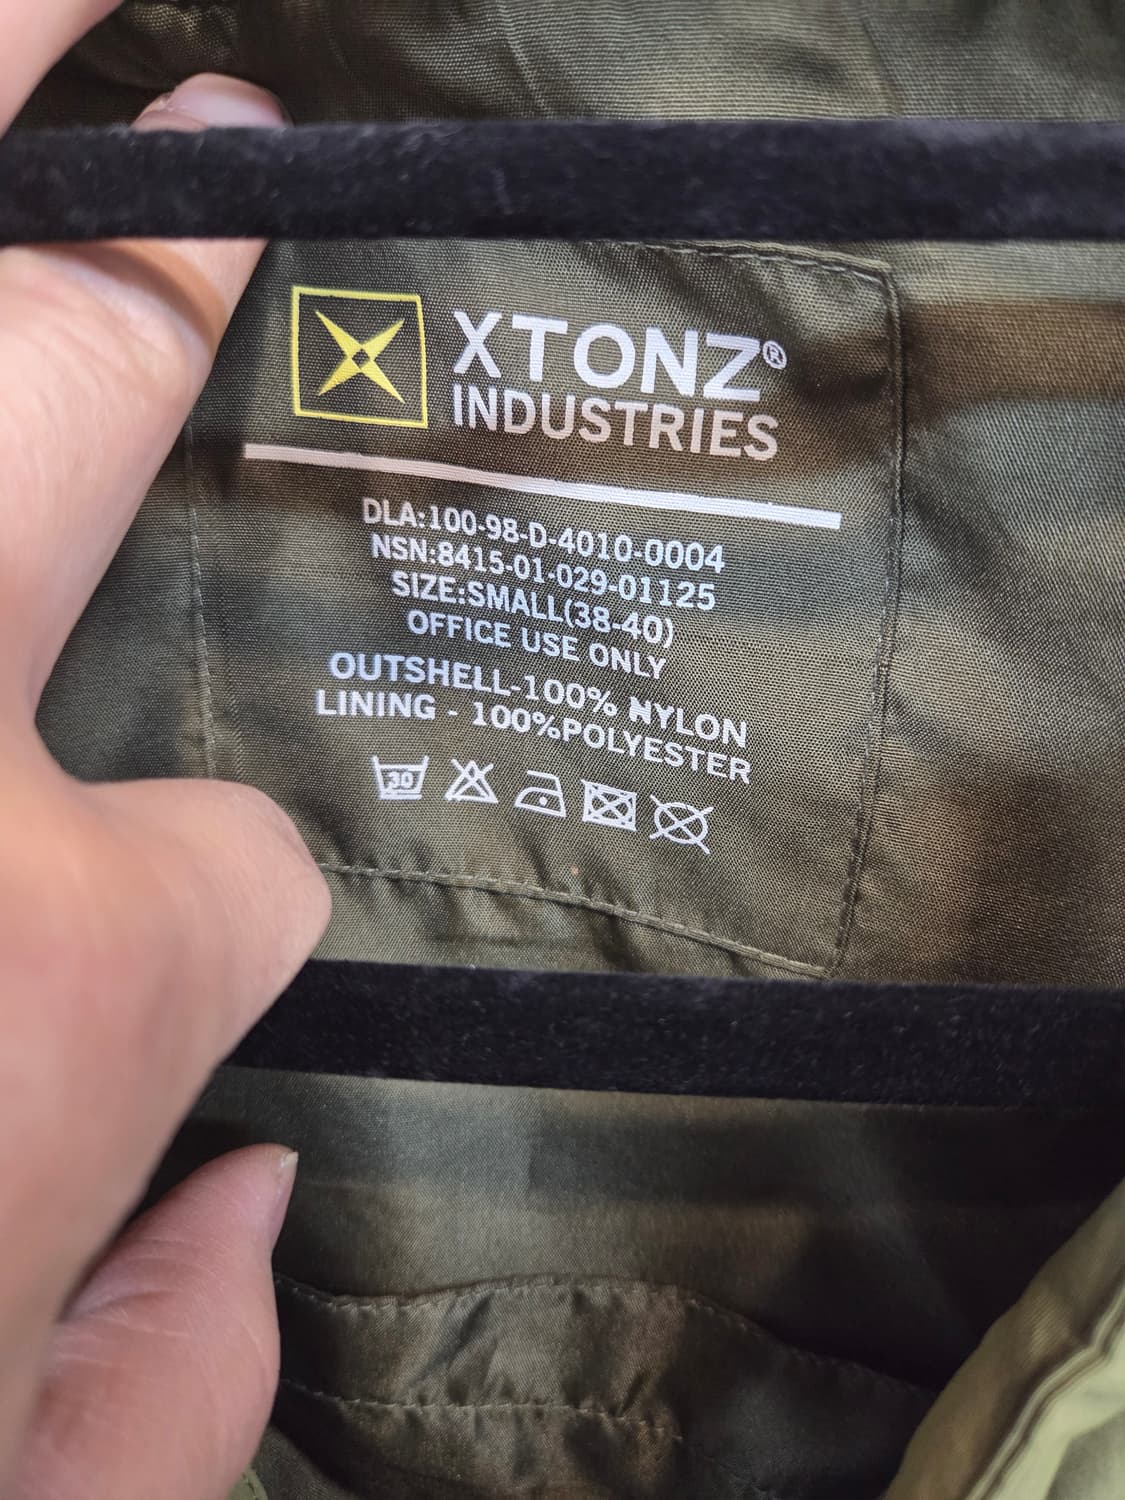 XTONZ®
INDUSTRIES
DLA:100-98-D-4010-0004
NSN:8415-01-029-01125
SIZE:SMALL(38-40)
OFFICE USE ONLY
OUTSHELL-100% NYLON
LINING - 100%POLYESTER
30